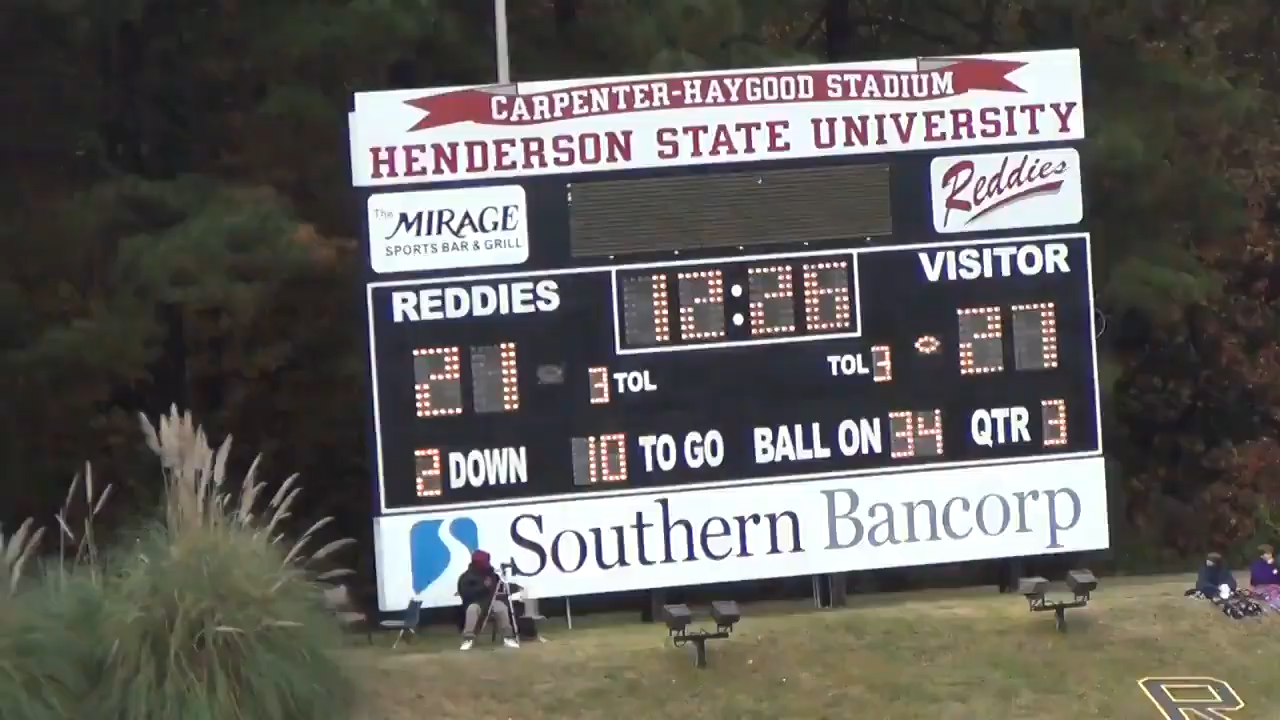 CARPENTER-HAYGOOD STADIUM
HENDERSON STATE UNIVERSITY
The
MIRAGE
SPORTS BAR & GRILL
Reddies
REDDIES
12:26
VISITOR
21
3 TOL
TOL 3
27
2 DOWN
10 TO GO
BALL ON 34
QTR 3
Southern Bancorp
R